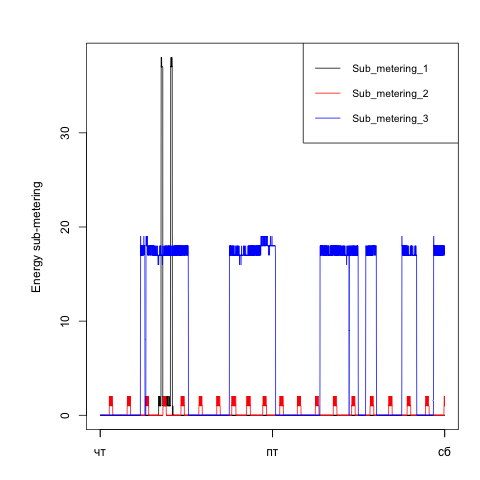 Sub_metering_1
Sub_metering_2
Sub_metering_3
Energy sub-metering
30
20
10
0
чт
пт
сб